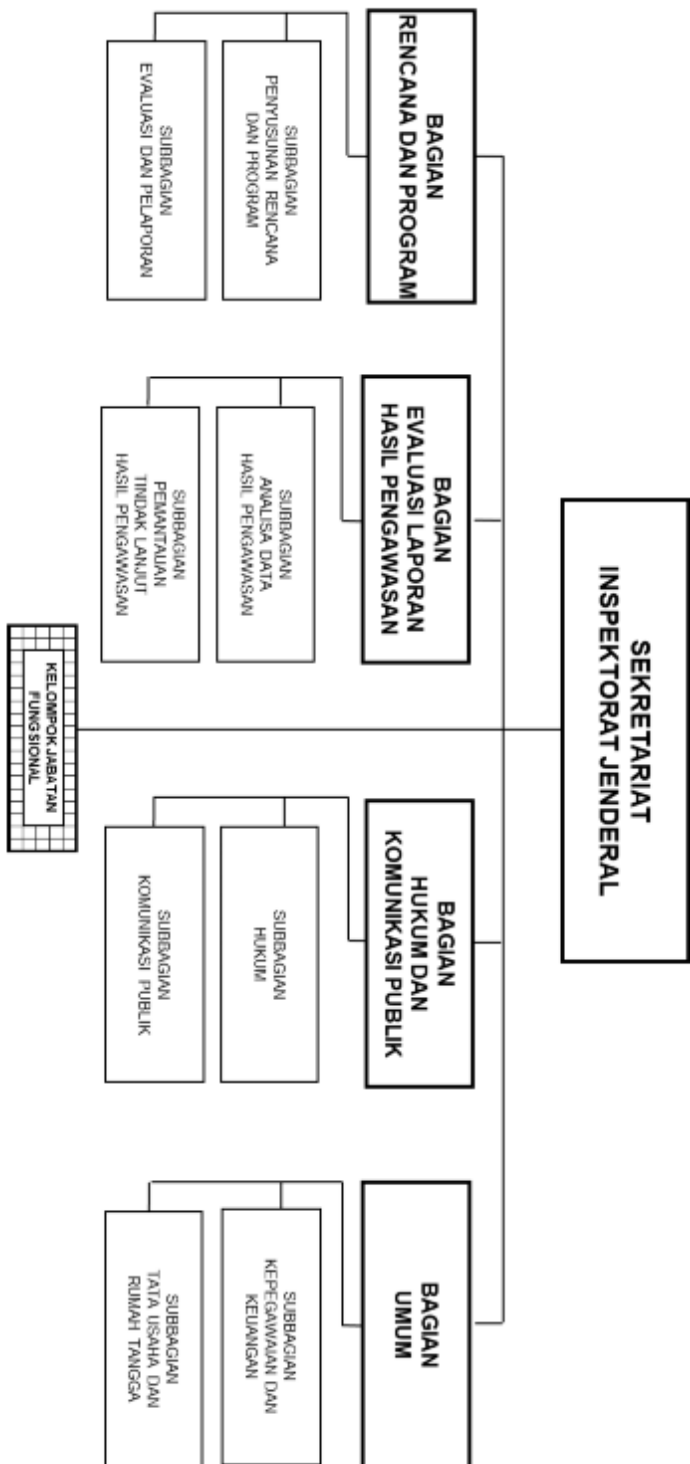 SEKRETARIAT
INSPEKTORAT JENDERAL
BAGIAN
RENCANA DAN PROGRAM
SUBBAGIAN
PENYUSUNAN RENCANA
DAN PROGRAM
SUBBAGIAN
EVALUASI DAN PELAPORAN
BAGIAN
EVALUASI LAPORAN
HASIL PENGAWASAN
SUBBAGIAN
ANALISA DATA
HASIL PENGAWASAN
SUBBAGIAN
PEMANTAUAN
TINDAK LANJUT
HASIL PENGAWASAN
BAGIAN
HUKUM DAN
KOMUNIKASI PUBLIK
SUBBAGIAN
HUKUM
SUBBAGIAN
KOMUNIKASI PUBLIK
BAGIAN
UMUM
SUBBAGIAN
KEPEGAWAIAN DAN
KEUANGAN
SUBBAGIAN
TATA USAHA DAN
RUMAH TANGGA
KELOMPOK JABATAN
FUNGSIONAL